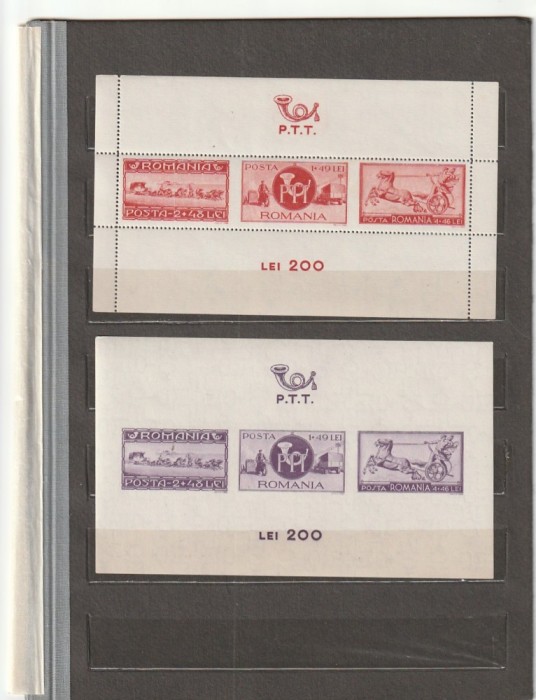 P.T.T.
ROMANIA
POSTA-2+48 LEI
POSTA 1+49 LEI
ROMANIA
POSTA ROMANIA 4+46 LEI
LEI 200
P.T.T.
ROMANIA
POSTA-2+48 LEI
POSTA 1+49 LEI
ROMANIA
POSTA ROMANIA 4+46 LEI
LEI 200